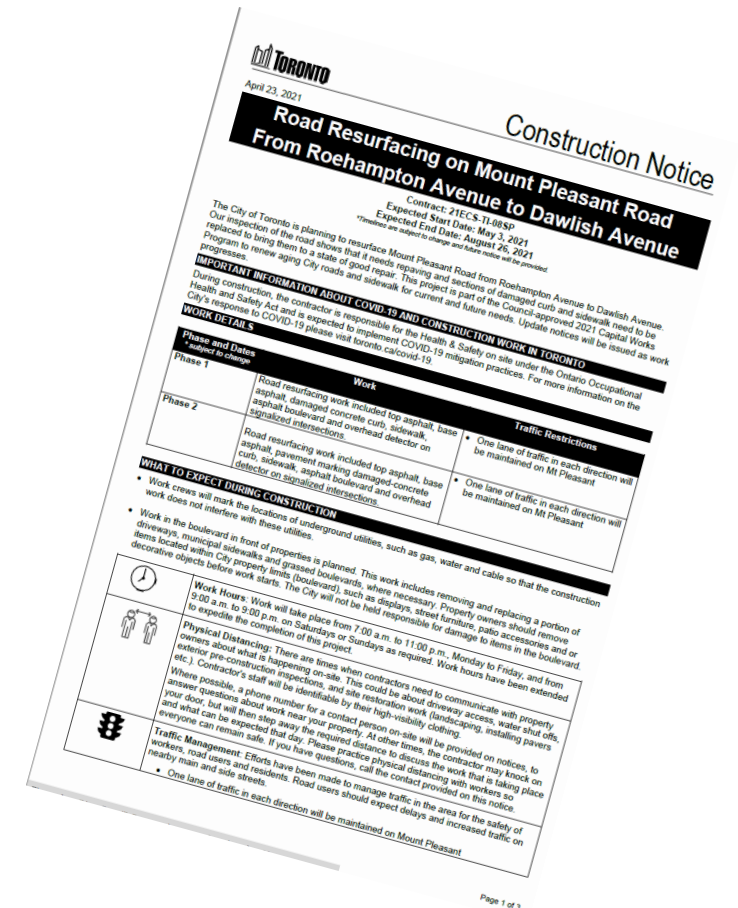 TORONTO
April 23, 2021
Construction Notice
Road Resurfacing on Mount Pleasant Road
From Roehampton Avenue to Dawlish Avenue
Contract: 21ECS-TI-08SP
Expected Start Date: May 3, 2021
Expected End Date: August 26, 2021
*Timelines are subject to change and future notice will be provided.
The City of Toronto is planning to resurface Mount Pleasant Road from Roehampton Avenue to Dawlish Avenue.
Our inspection of the road shows that it needs repaving and sections of damaged curb and sidewalk need to be
replaced to bring them to a state of good repair. This project is part of the Council-approved 2021 Capital Works
Program to renew aging City roads and sidewalk for current and future needs. Update notices will be issued as work
progresses.
IMPORTANT INFORMATION ABOUT COVID-19 AND CONSTRUCTION WORK IN TORONTO
During construction, the contractor is responsible for the Health & Safety on site under the Ontario Occupational
Health and Safety Act and is expected to implement COVID-19 mitigation practices. For more information on the
City's response to COVID-19 please visit toronto.ca/covid-19.
WORK DETAILS
Phase and Dates
* subject to change
Work
Traffic Restrictions
Phase 1
Road resurfacing work included top asphalt, base
asphalt, damaged concrete curb, sidewalk,
asphalt boulevard and overhead detector on
signalized intersections.
• One lane of traffic in each direction will
be maintained on Mt Pleasant
Phase 2
Road resurfacing work included top asphalt, base
asphalt, pavement marking damaged-concrete
curb, sidewalk, asphalt boulevard and overhead
detector on signalized intersections.
• One lane of traffic in each direction will
be maintained on Mt Pleasant
WHAT TO EXPECT DURING CONSTRUCTION
• Work crews will mark the locations of underground utilities, such as gas, water and cable so that the construction
work does not interfere with these utilities.
• Work in the boulevard in front of properties is planned. This work includes removing and replacing a portion of
driveways, municipal sidewalks and grassed boulevards, where necessary. Property owners should remove
items located within City property limits (boulevard), such as displays, street furniture, patio accessories and or
decorative objects before work starts. The City will not be held responsible for damage to items in the boulevard.
Work Hours: Work will take place from 7:00 a.m. to 11:00 p.m., Monday to Friday, and from
9:00 a.m. to 9:00 p.m. on Saturdays or Sundays as required. Work hours have been extended
to expedite the completion of this project.
Physical Distancing: There are times when contractors need to communicate with property
owners about what is happening on-site. This could be about driveway access, water shut offs,
exterior pre-construction inspections, and site restoration work (landscaping, installing pavers
etc.). Contractor's staff will be identifiable by their high-visibility clothing.
Where possible, a phone number for a contact person on-site will be provided on notices, to
answer questions about work near your property. At other times, the contractor may knock on
your door, but will then step away the required distance to discuss the work that is taking place
and what can be expected that day. Please practice physical distancing with workers so
everyone can remain safe. If you have questions, call the contact provided on this notice.
Traffic Management: Efforts have been made to manage traffic in the area for the safety of
workers, road users and residents. Road users should expect delays and increased traffic on
nearby main and side streets.
• One lane of traffic in each direction will be maintained on Mount Pleasant
Page 1 of